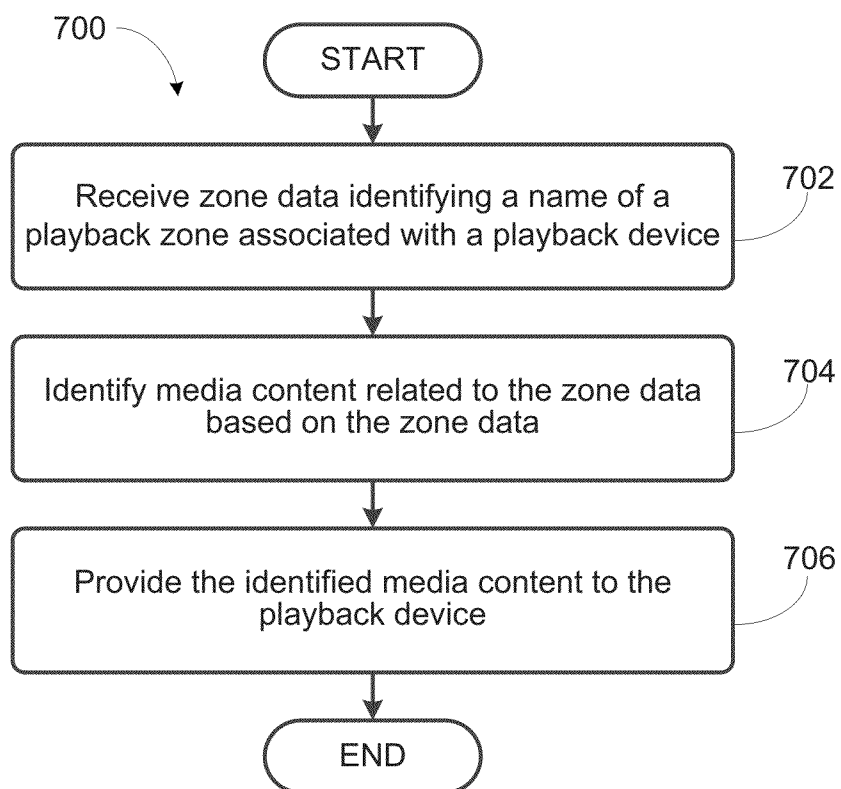 700
START
Receive zone data identifying a name of a
playback zone associated with a playback device
702
Identify media content related to the zone data
based on the zone data
704
Provide the identified media content to the
playback device
706
END